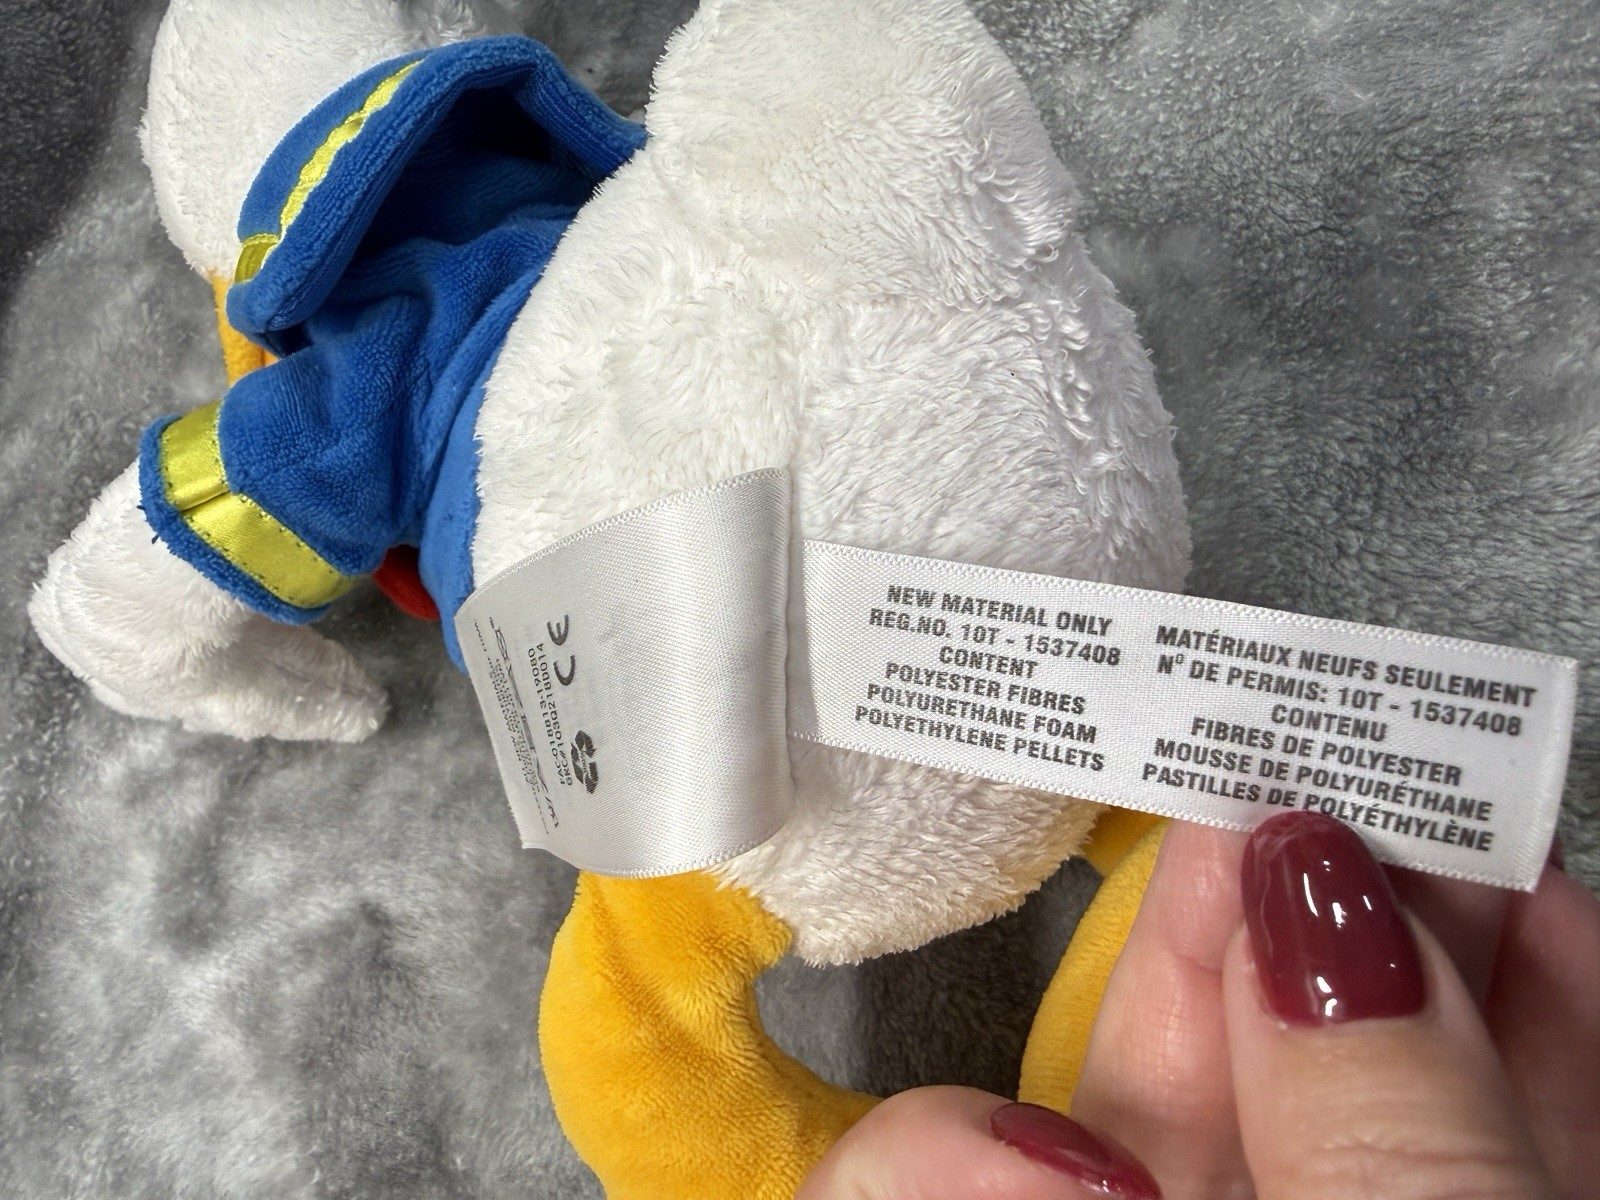 NEW MATERIAL ONLY
REG.NO. 10T - 1537408
CONTENT
POLYESTER FIBRES
POLYURETHANE FOAM
POLYETHYLENE PELLETS
MATÉRIAUX NEUFS SEULEMENT
Nº DE PERMIS: 10T - 1537408
CONTENU
FIBRES DE POLYESTER
MOUSSE DE POLYURÉTHANE
PASTILLES DE POLYÉTHYLÈNE
CE